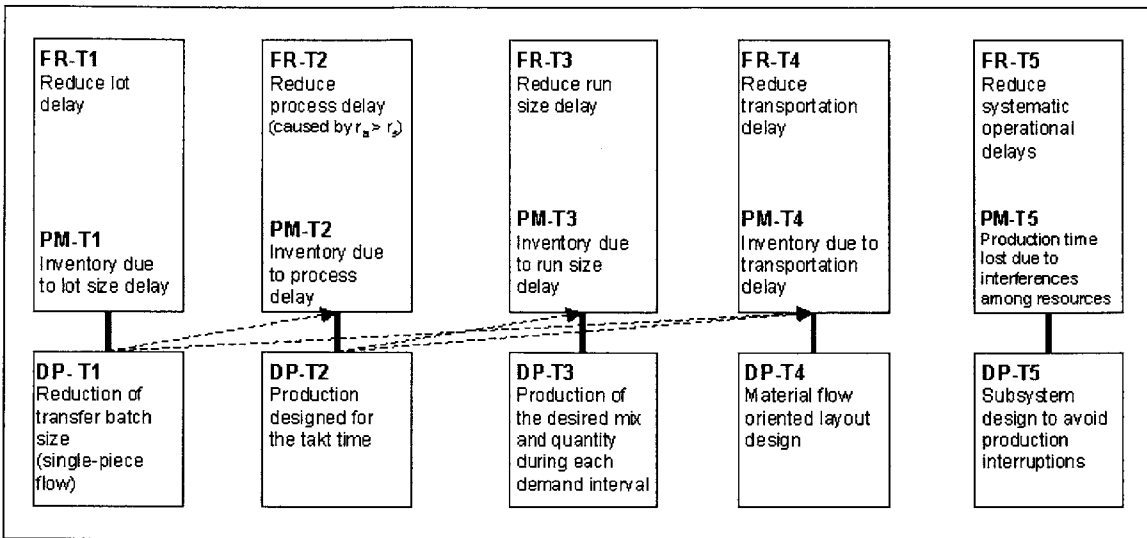 FR-T1
Reduce lot
delay
PM-T1
Inventory due
to lot size delay
FR-T2
Reduce
process delay
(caused by rₐ > rₛ)
PM-T2
Inventory due
to process
delay
FR-T3
Reduce run
size delay
PM-T3
Inventory due
to run size
delay
FR-T4
Reduce
transportation
delay
PM-T4
Inventory due to
transportation
delay
FR-T5
Reduce
systematic
operational
delays
PM-T5
Production time
lost due to
interferences
among resources
DP- T1
Reduction of
transfer batch
size
(single-piece
flow)
DP-T2
Production
designed for
the takt time
DP-T3
Production of
the desired mix
and quantity
during each
demand interval
DP-T4
Material flow
oriented layout
design
DP-T5
Subsystem
design to avoid
production
interruptions